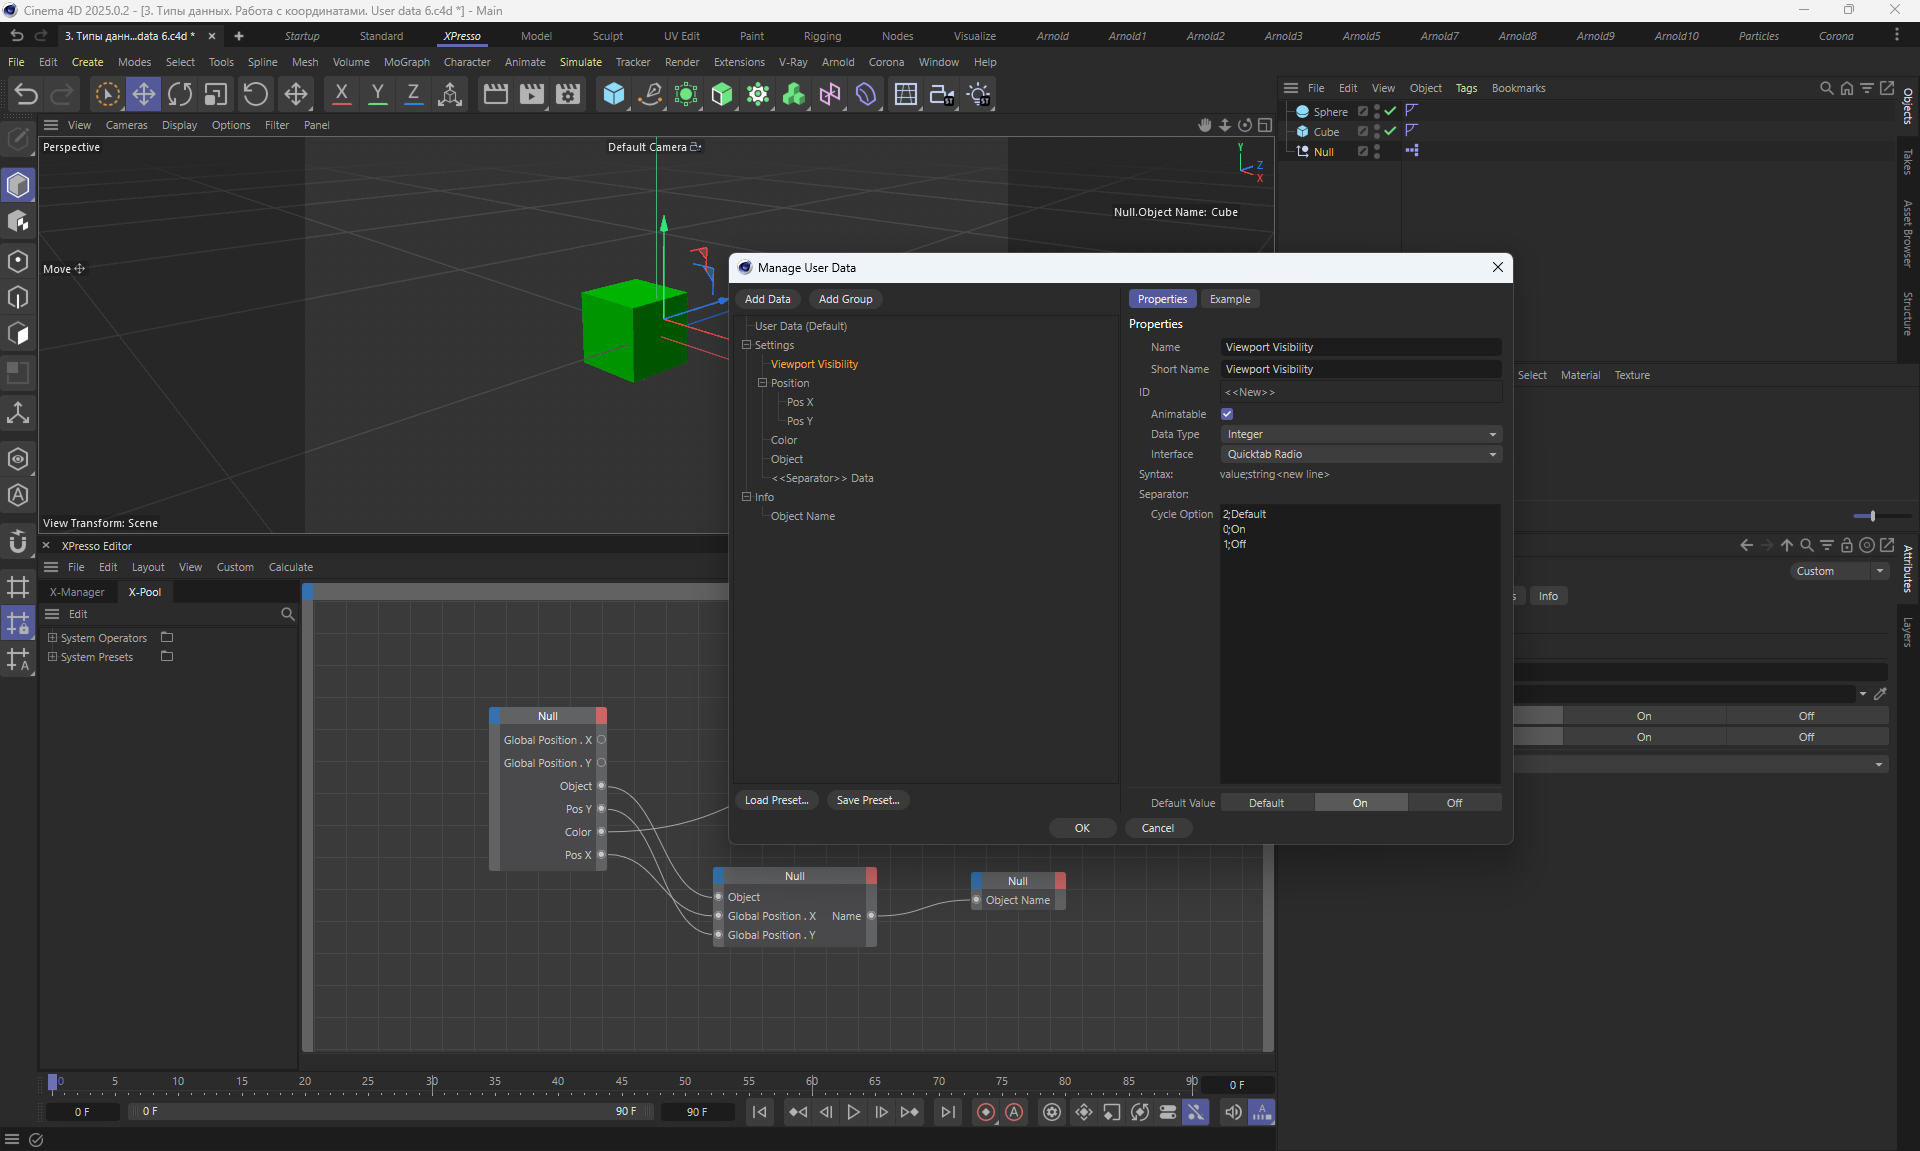 Cinema 4D 2025.0.2 - [3. Типы данных. Работа с координатами. User data 6.c4d *] - Main
3. Типы данн...data 6.c4d *
Startup
Standard
XPresso
Model
Sculpt
UV Edit
Paint
Rigging
Nodes
Visualize
Arnold
Arnold1
Arnold2
Arnold3
Arnold5
Arnold7
Arnold8
Arnold9
Arnold10
Particles
Corona
File Edit Create Modes Select Tools Spline Mesh Volume MoGraph Character Animate Simulate Tracker Render Extensions V-Ray Arnold Corona Window Help
X Y Z
ST
ST
File Edit View Object Tags Bookmarks
Objects
Takes
Asset Browser
Structure
Sphere
Cube
Null
View Cameras Display Options Filter Panel
Perspective
Default Camera
Y
Z
X
Null.Object Name: Cube
Move
View Transform: Scene
Manage User Data
Add Data
Add Group
User Data (Default)
Settings
Viewport Visibility
Position
Pos X
Pos Y
Color
Object
<<Separator>> Data
Info
Object Name
Load Preset...
Save Preset...
Properties
Example
Properties
Name Viewport Visibility
Short Name Viewport Visibility
ID <<New>>
Animatable
Data Type Integer
Interface Quicktab Radio
Syntax: value;string<new line>
Separator:
Cycle Option 2;Default
0;On
1;Off
Default Value Default On Off
OK
Cancel
Select Material Texture
Attributes
Layers
Custom
s
Info
On Off
On Off
XPresso Editor
File Edit Layout View Custom Calculate
X-Manager
X-Pool
Edit
System Operators
System Presets
Null
Global Position . X
Global Position . Y
Object
Pos Y
Color
Pos X
Null
Object
Global Position . X Name
Global Position . Y
Null
Object Name
A
0 5 10 15 20 25 30 35 40 45 50 55 60 65 70 75 80 85 90
0 F
0 F
0 F
90 F
90 F
A
A